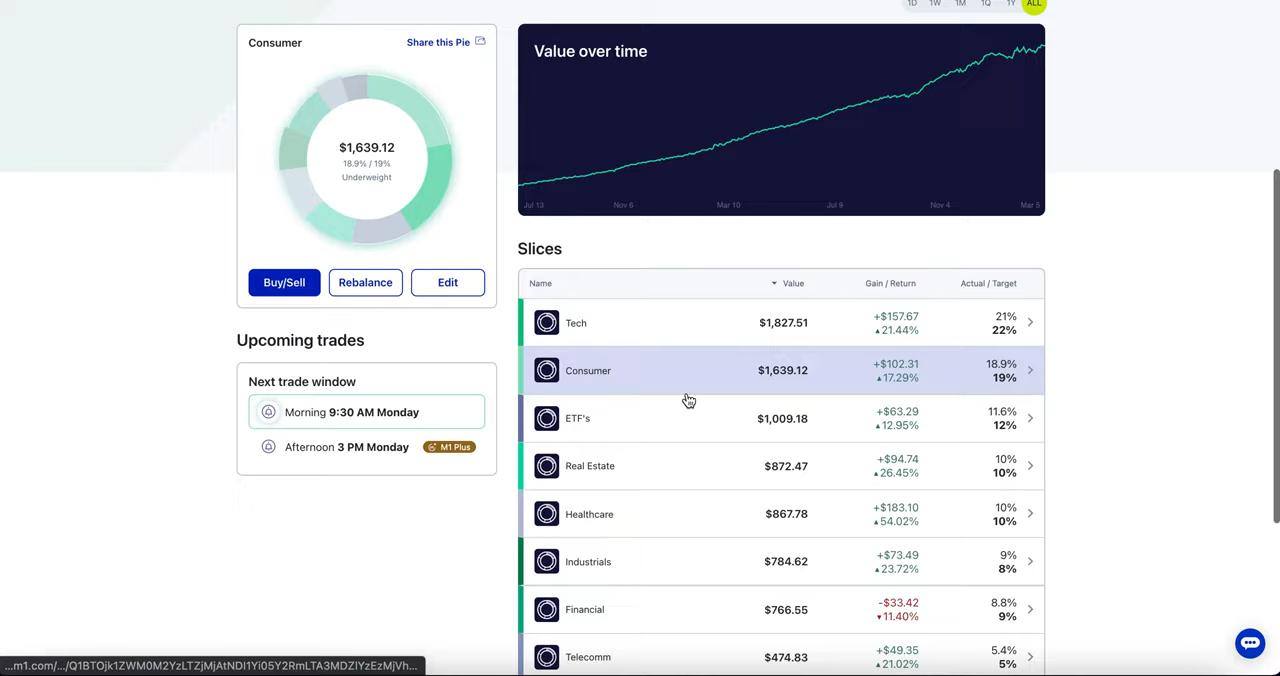 1D 1W 1M 1Q 1Y ALL
Consumer
Share this Pie
$1,639.12
18.9% / 19%
Underweight
Buy/Sell
Rebalance
Edit
Upcoming trades
Next trade window
Morning 9:30 AM Monday
Afternoon 3 PM Monday
M1 Plus
Value over time
Jul 13 Nov 6 Mar 10 Jul 9 Nov 4 Mar 5
Slices
Name Value Gain / Return Actual / Target
Tech $1,827.51 +$157.67 21.44% 21% 22%
Consumer $1,639.12 +$102.31 17.29% 18.9% 19%
ETF's $1,009.18 +$63.29 12.95% 11.6% 12%
Real Estate $872.47 +$94.74 26.45% 10% 10%
Healthcare $867.78 +$183.10 54.02% 10% 10%
Industrials $784.62 +$73.49 23.72% 9% 8%
Financial $766.55 -$33.42 11.40% 8.8% 9%
Telecomm $474.83 +$49.35 21.02% 5.4% 5%